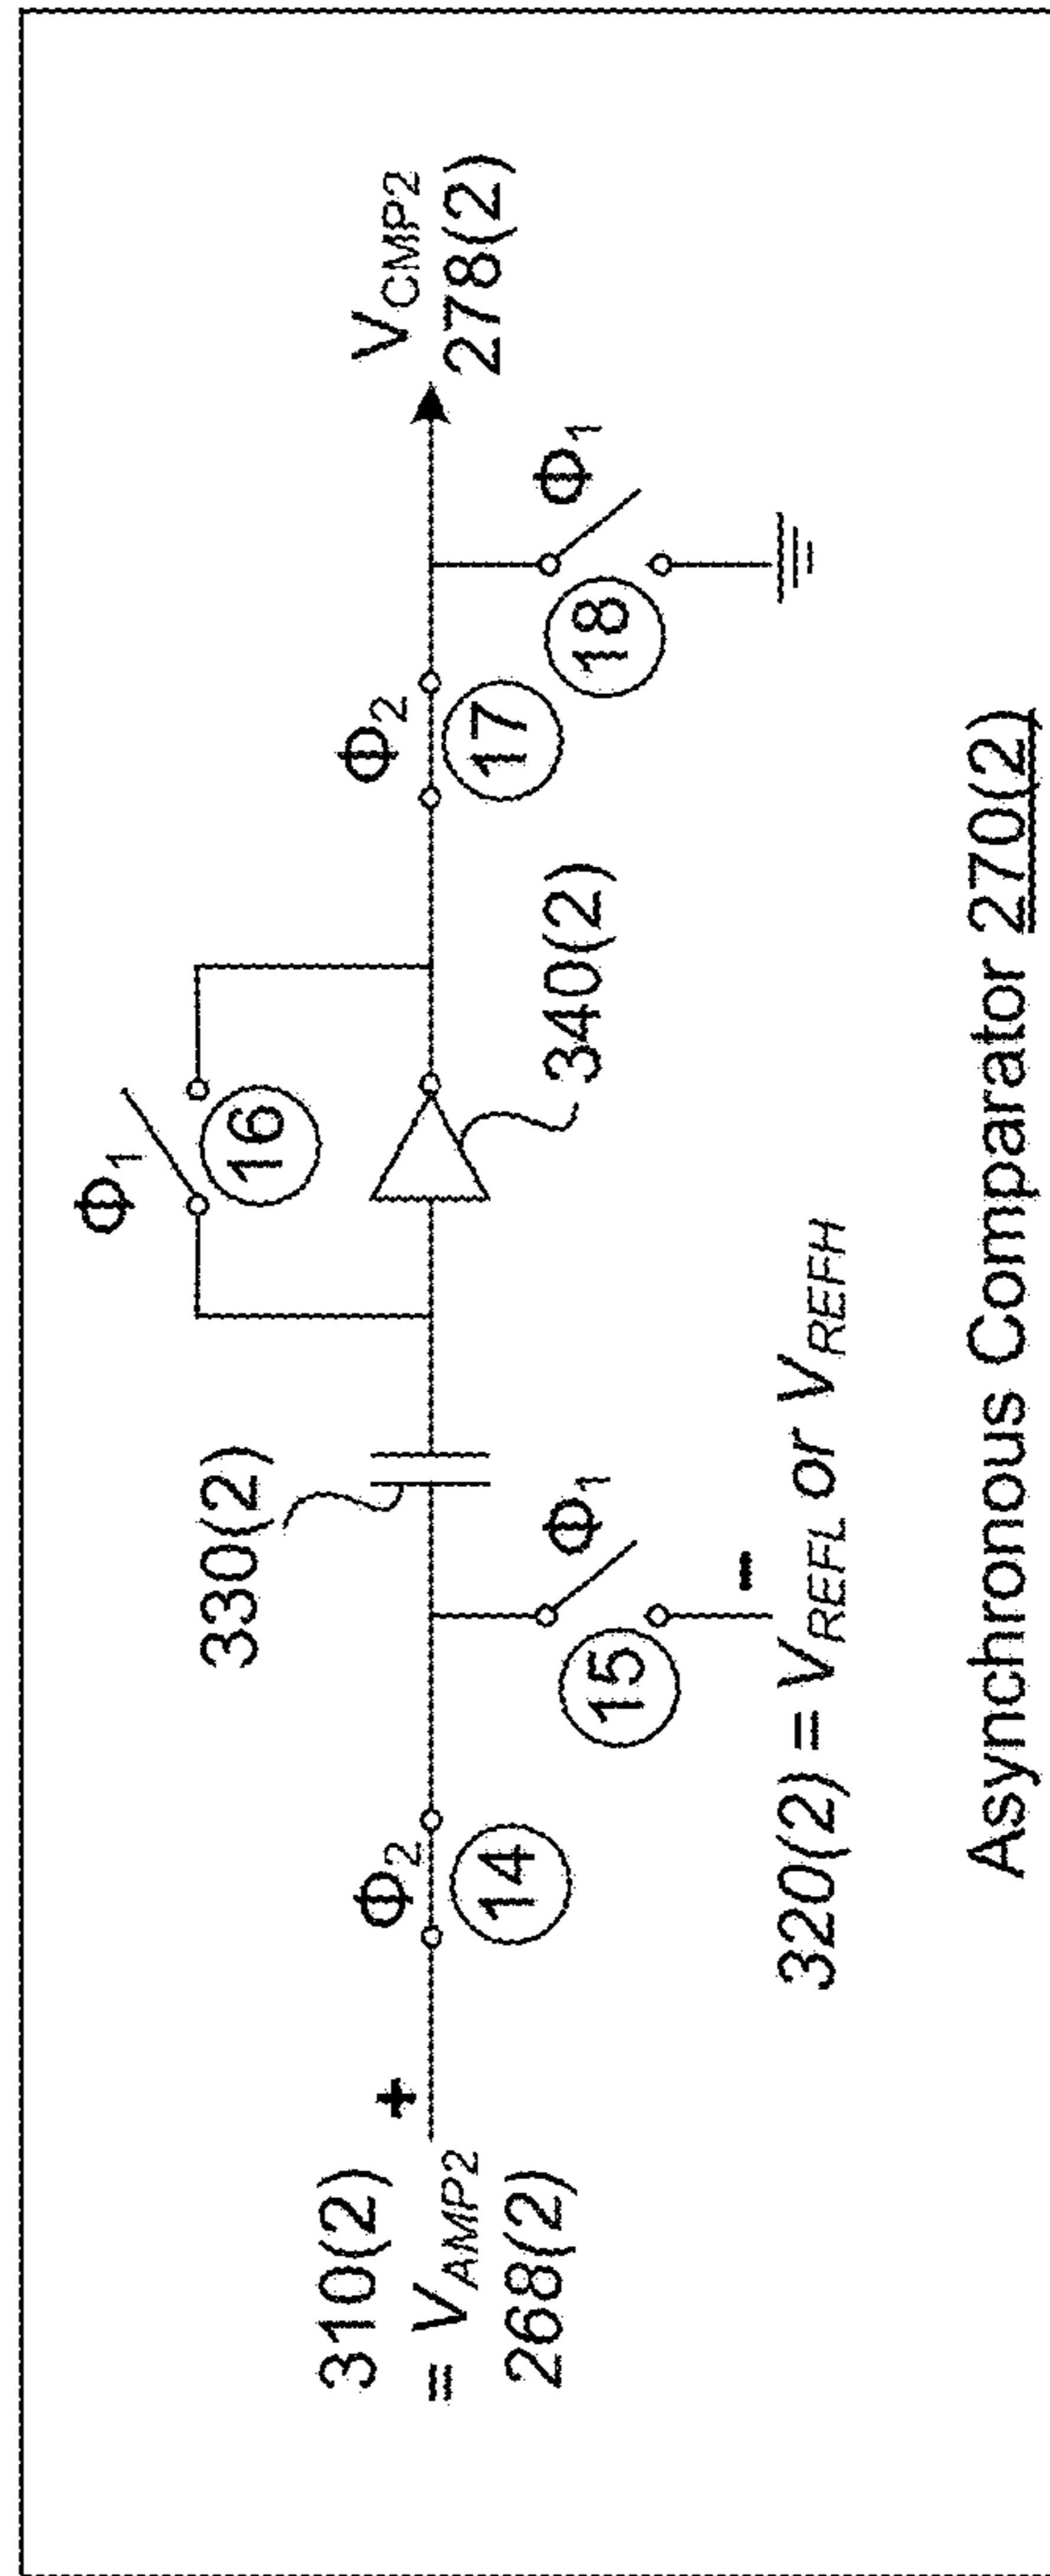 310(2)
= V_AMP2
268(2)
+
Φ2
14
15
Φ1
-
320(2) = V_REFL or V_REFH
330(2)
Φ1
16
340(2)
Φ2
17
18
Φ1
V_CMP2
278(2)
Asynchronous Comparator 270(2)